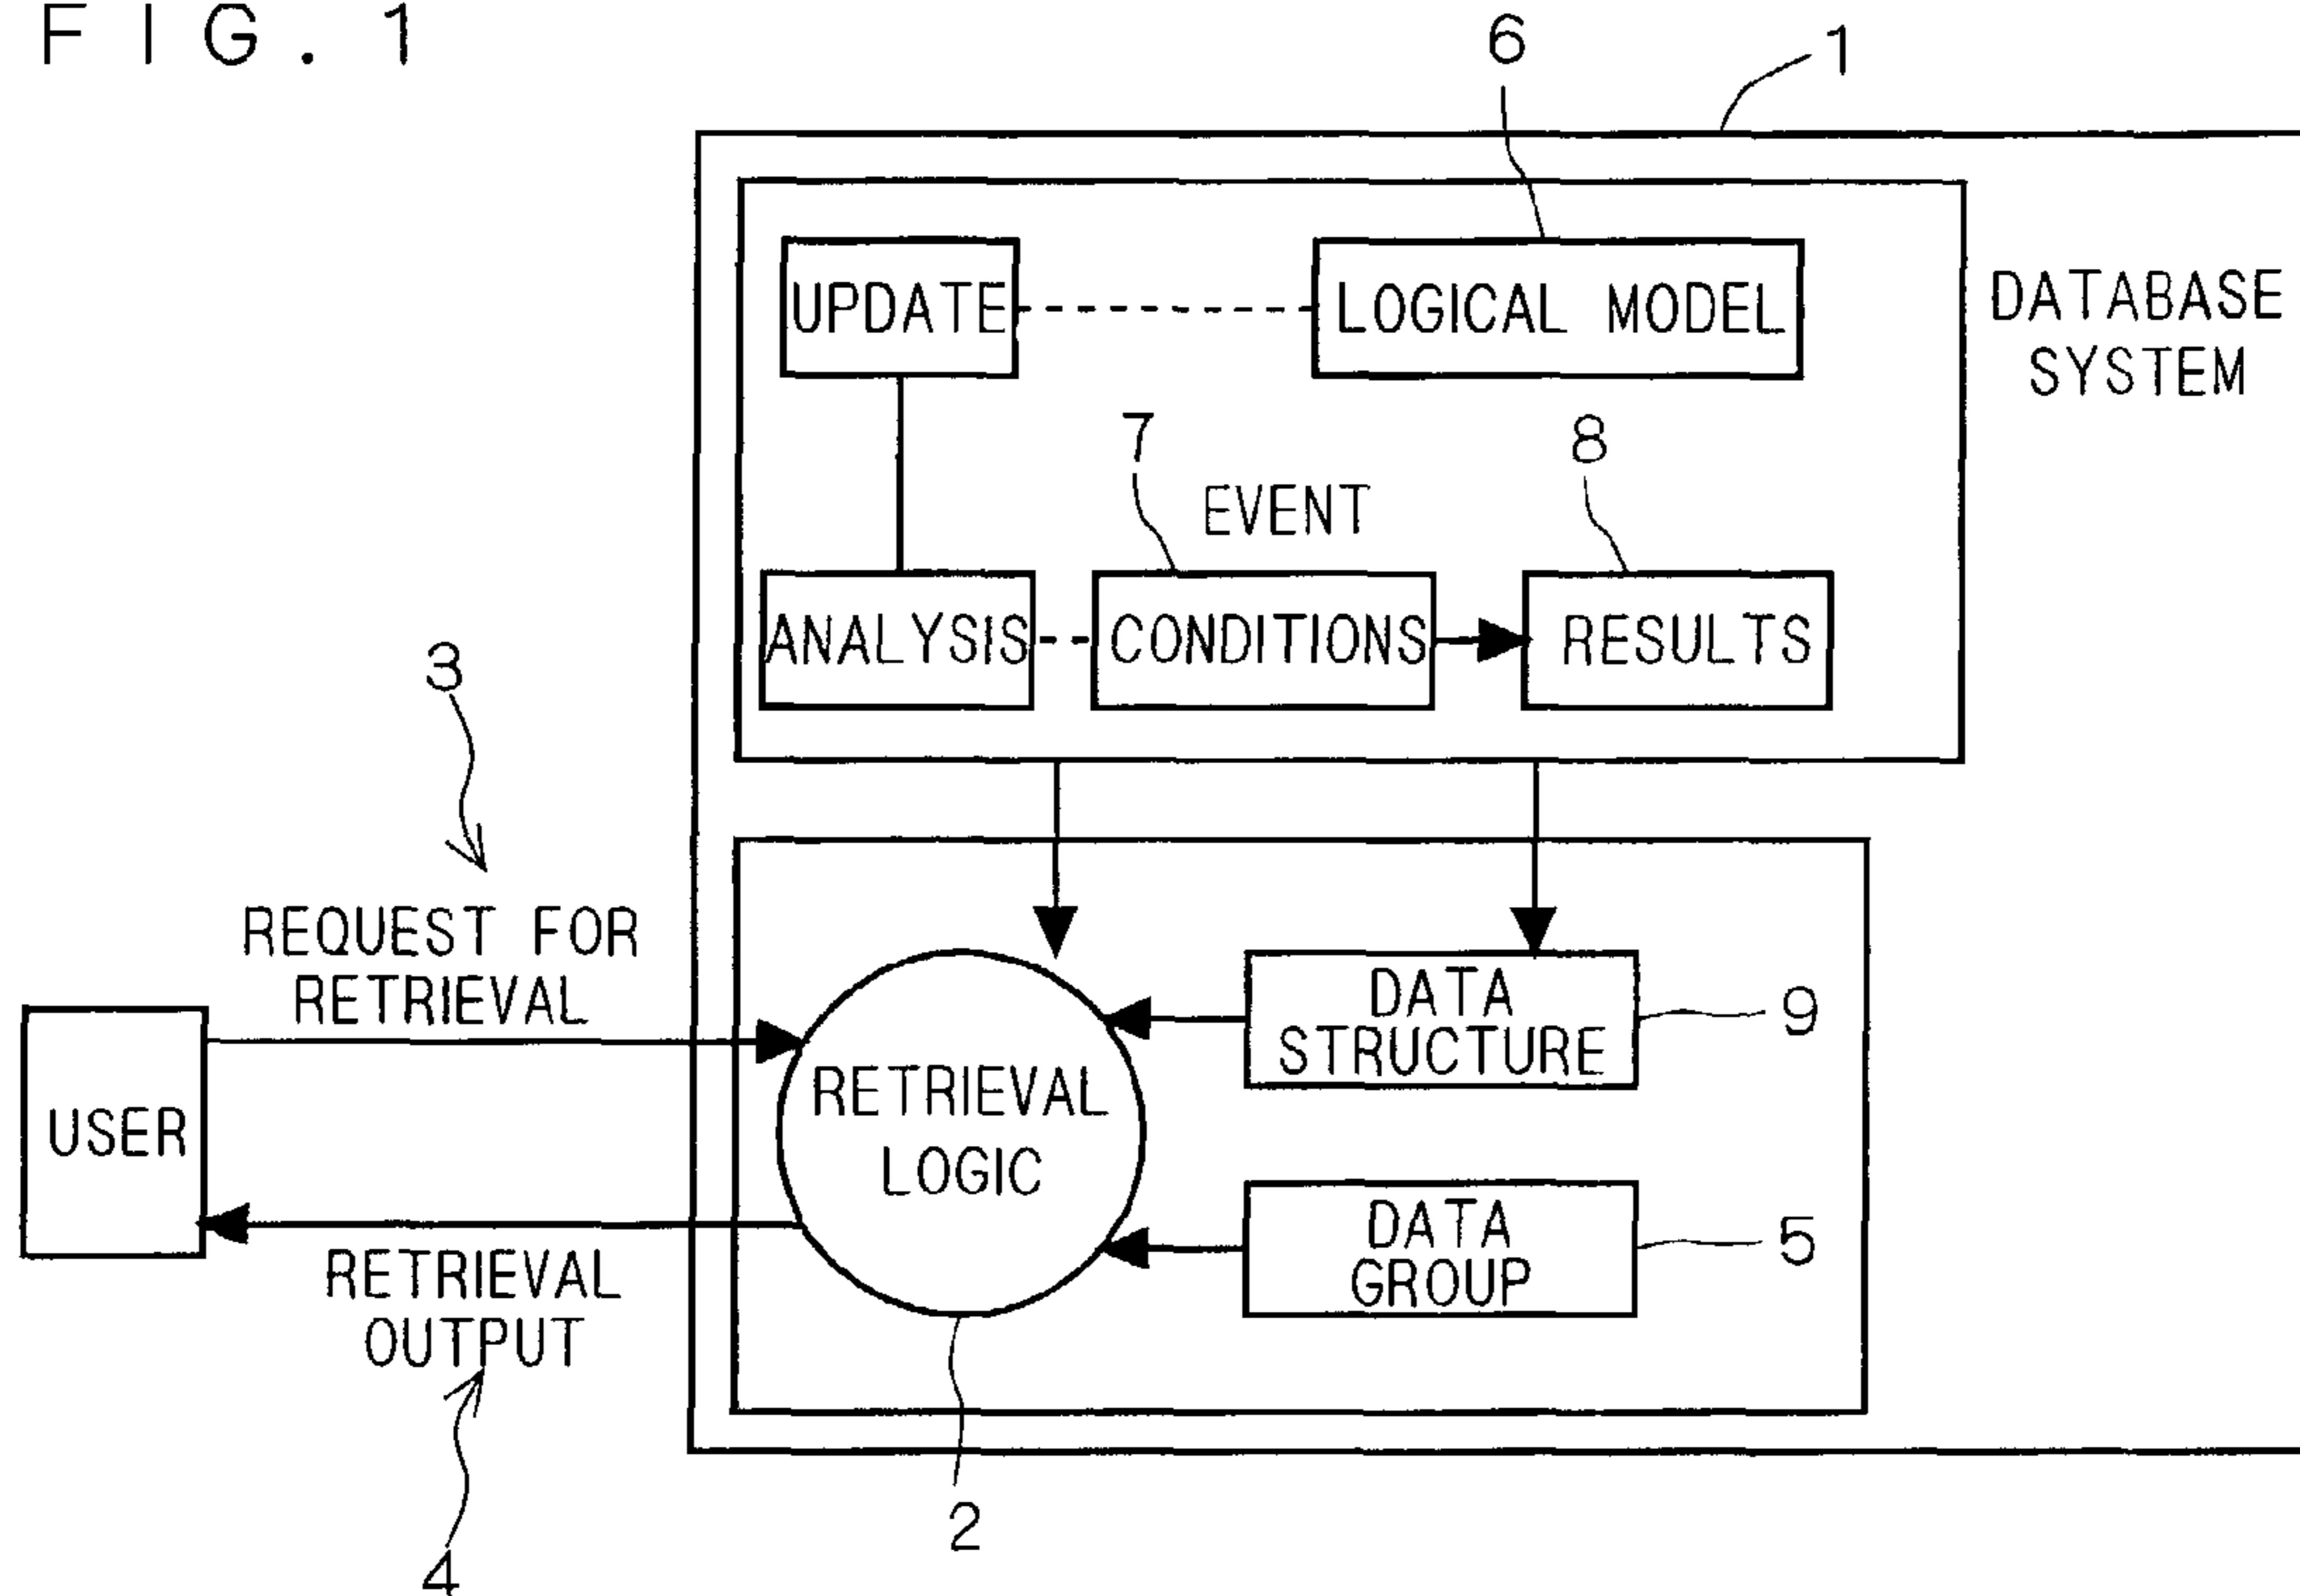 FIG. 1
6
1
UPDATE
LOGICAL MODEL
DATABASE
SYSTEM
7
8
EVENT
ANALYSIS
CONDITIONS
RESULTS
3
REQUEST FOR
RETRIEVAL
DATA
STRUCTURE
9
USER
RETRIEVAL
LOGIC
DATA
GROUP
5
RETRIEVAL
OUTPUT
2
4